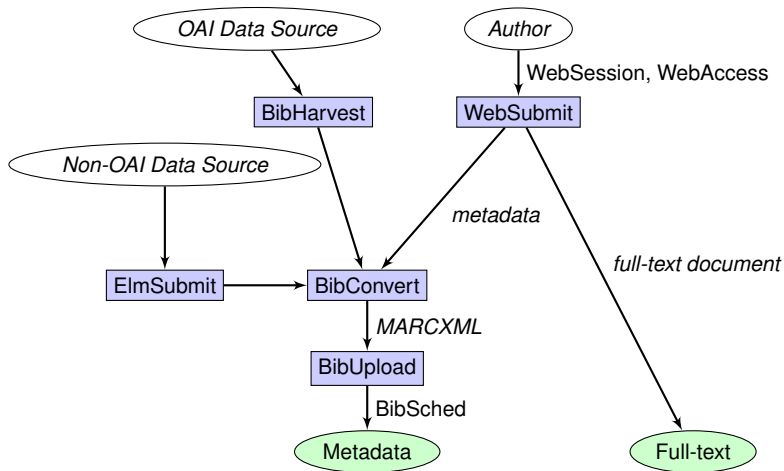 OAI Data Source
Author
WebSession, WebAccess
BibHarvest
WebSubmit
Non-OAI Data Source
metadata
full-text document
ElmSubmit
BibConvert
MARCXML
BibUpload
BibSched
Metadata
Full-text